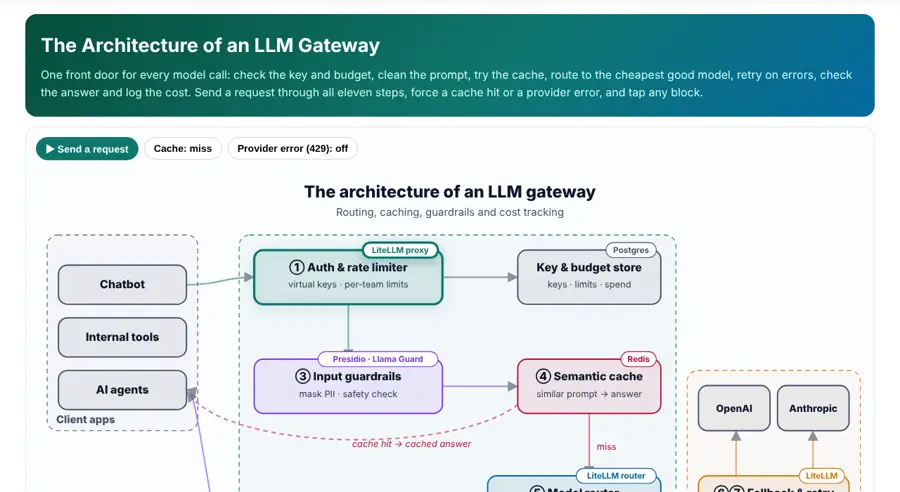 The Architecture of an LLM Gateway
One front door for every model call: check the key and budget, clean the prompt, try the cache, route to the cheapest good model, retry on errors, check
the answer and log the cost. Send a request through all eleven steps, force a cache hit or a provider error, and tap any block.
▶ Send a request
Cache: miss
Provider error (429): off
The architecture of an LLM gateway
Routing, caching, guardrails and cost tracking
LiteLLM proxy
① Auth & rate limiter
virtual keys · per-team limits
Postgres
Key & budget store
keys · limits · spend
Chatbot
Internal tools
AI agents
Client apps
Presidio · Llama Guard
③ Input guardrails
mask PII · safety check
Redis
④ Semantic cache
similar prompt → answer
cache hit → cached answer
miss
OpenAI
Anthropic
LiteLLM router
⑤ Model router
LiteLLM
⑥⑦ Fallback & retry